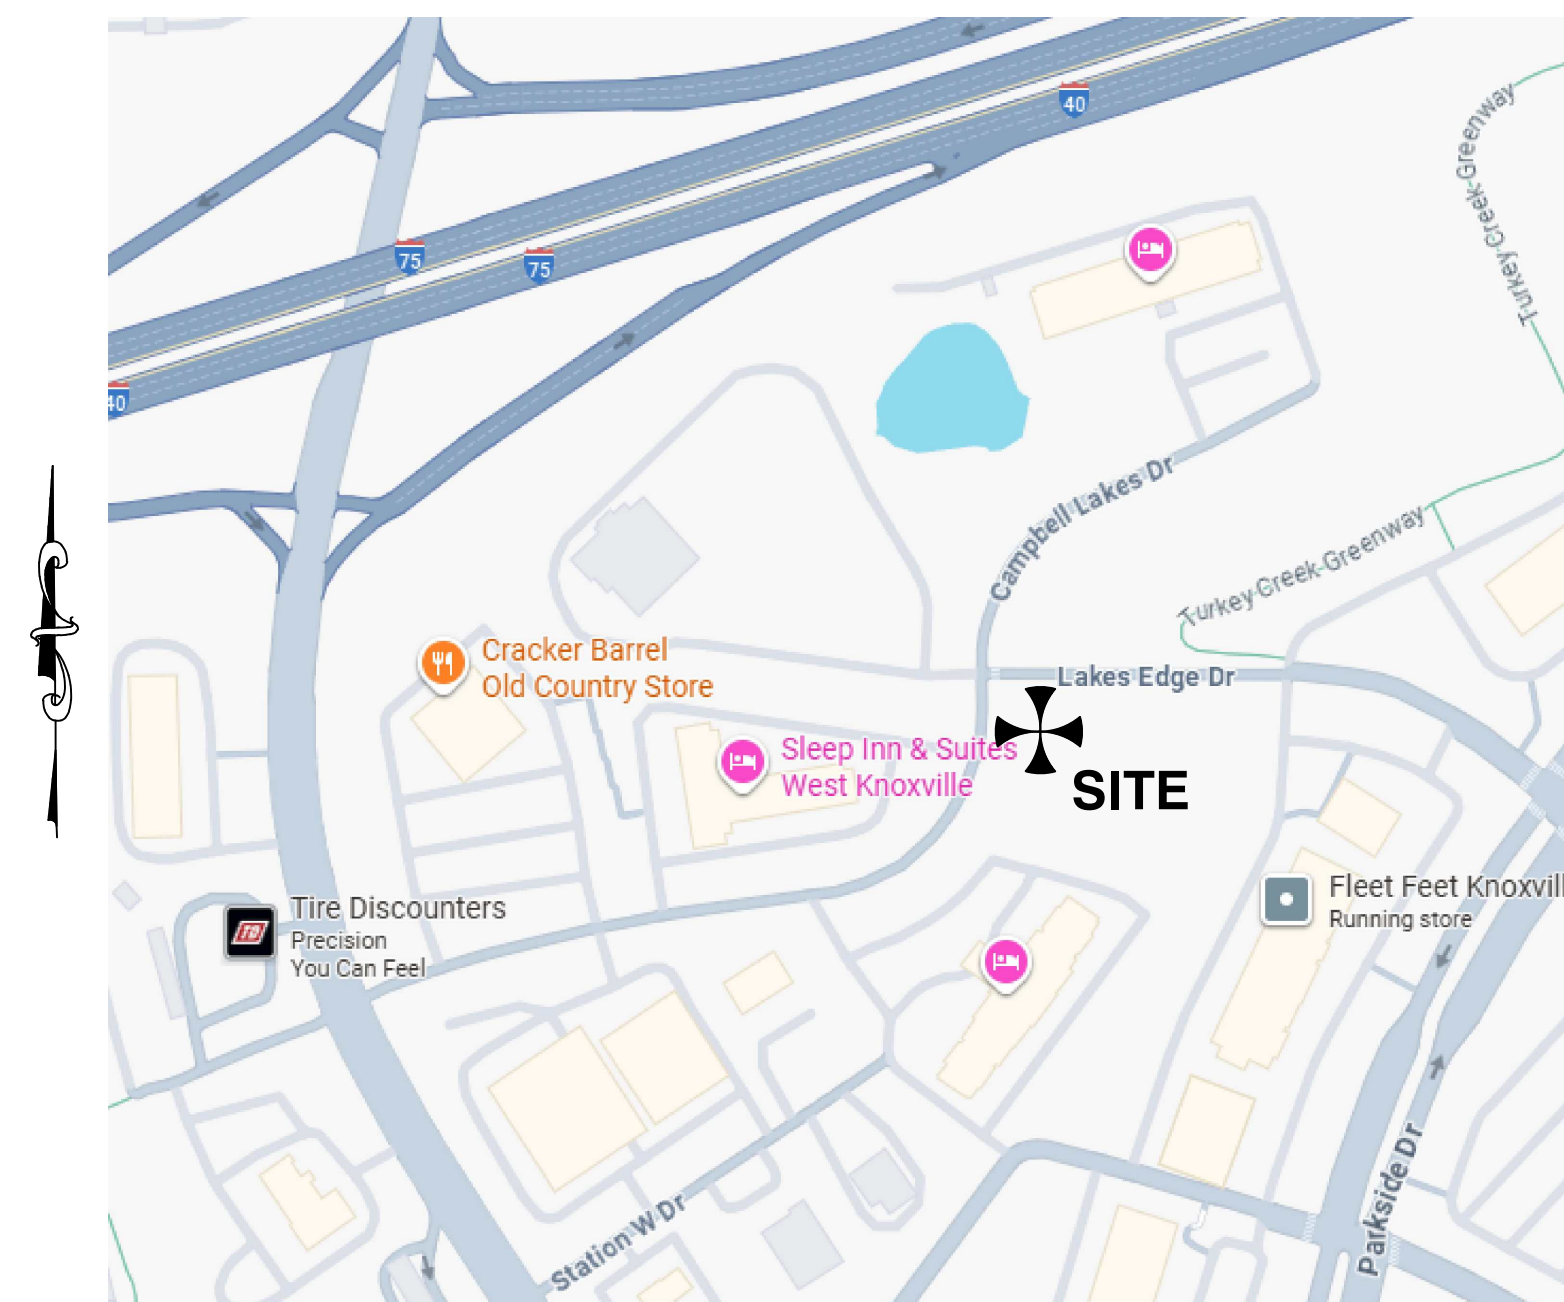 40
75
75
40
Turkey Creek Greenway
Campbell Lakes Dr
Turkey Creek Greenway
Cracker Barrel
Old Country Store
Lakes Edge Dr
Sleep Inn & Suites
West Knoxville
SITE
Fleet Feet Knoxvill
Running store
Tire Discounters
Precision
You Can Feel
TD
Station W Dr
Parkside Dr